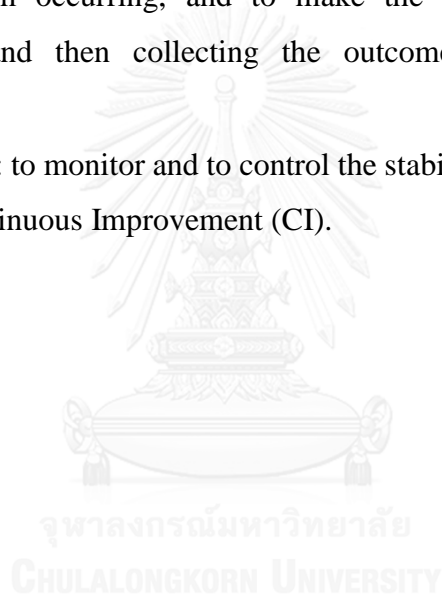 occurring, and to make the
nd then collecting the outcome
: to monitor and to control the stabi
inuous Improvement (CI).
จุฬาลงกรณ์มหาวิทยาลัย
CHULALONGKORN UNIVERSITY